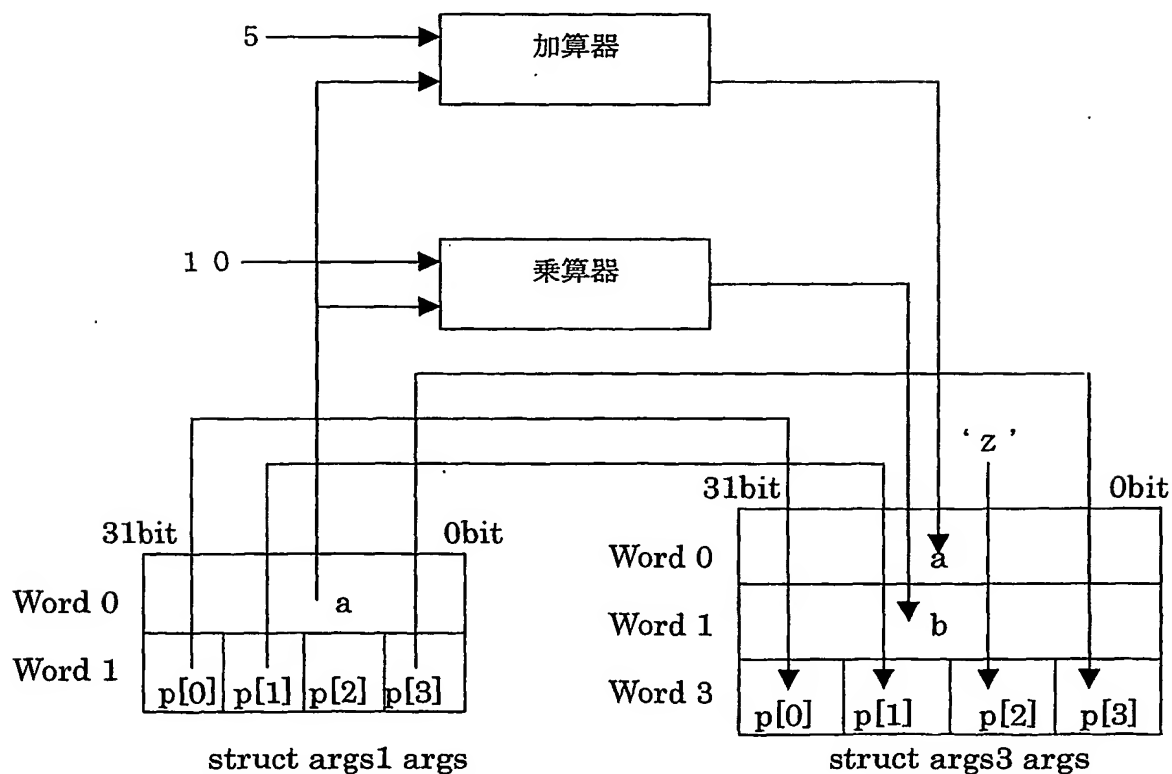 5
加算器
1 0
乗算器
‘z’
31bit
0bit
31bit
0bit
Word 0
a
Word 1
p[0]
p[1]
p[2]
p[3]
struct args1 args
Word 0
a
Word 1
b
Word 3
p[0]
p[1]
p[2]
p[3]
struct args3 args